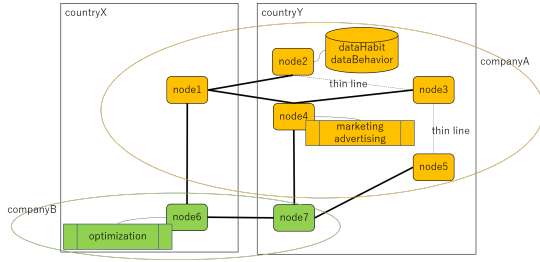 countryX
countryY
node2
dataHabit
dataBehavior
companyA
thin line
node1
node3
node4
marketing
advertising
thin line
node5
companyB
node6
node7
optimization